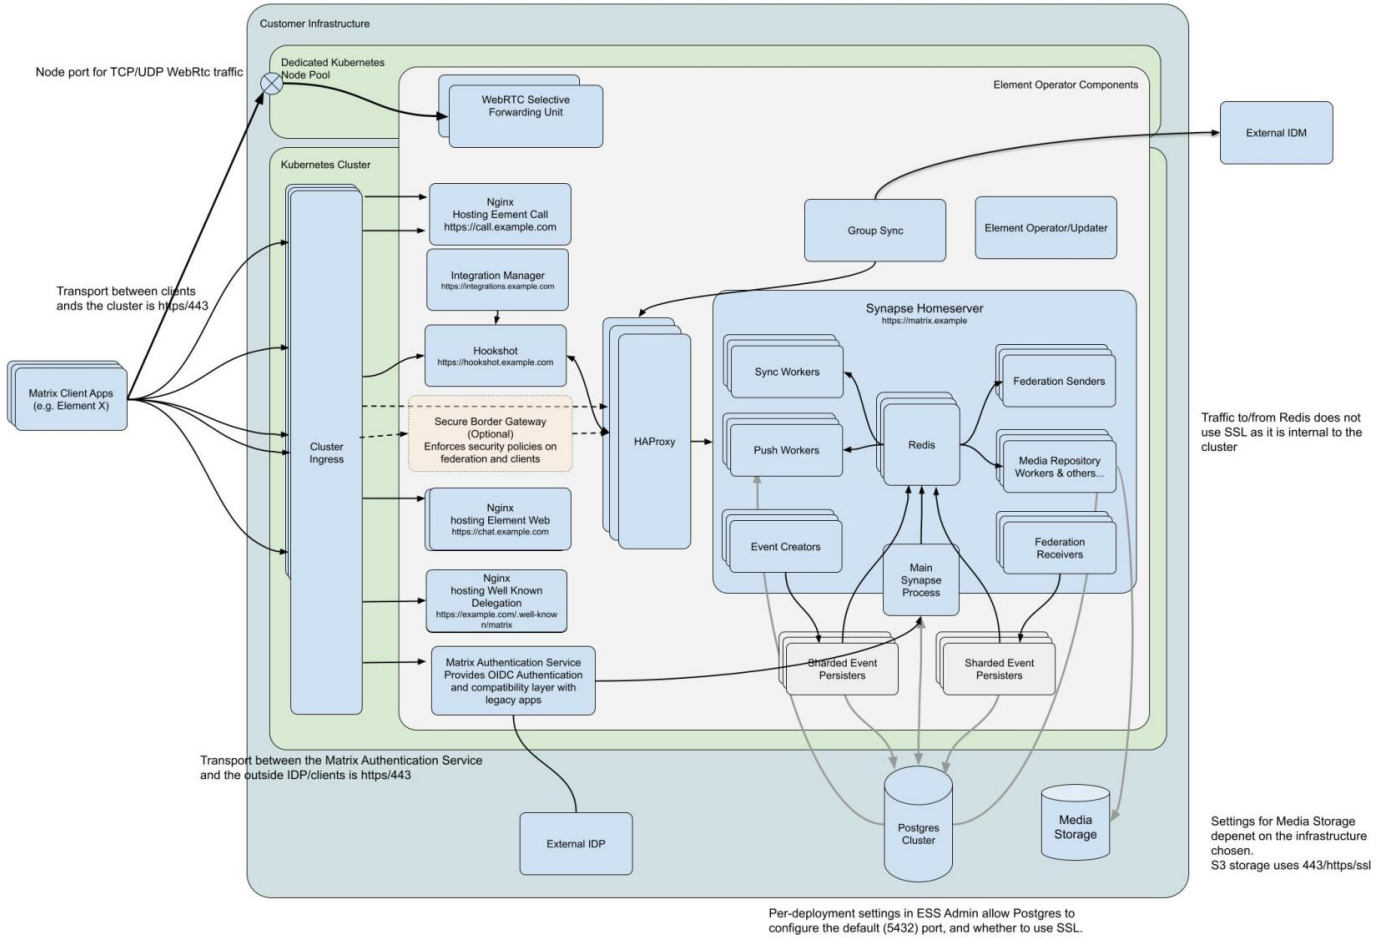 Customer Infrastructure
Dedicated Kubernetes
Node Pool
Node port for TCP/UDP WebRtc traffic
WebRTC Selective
Forwarding Unit
Element Operator Components
External IDM
Kubernetes Cluster
Nginx
Hosting Eement Call
https://call.example.com
Group Sync
Element Operator/Updater
Integration Manager
https://integrations.example.com
Transport between clients
ands the cluster is https/443
Synapse Homeserver
https://matrix.example
Hookshot
https://hookshot.example.com
Sync Workers
Federation Senders
Matrix Client Apps
(e.g. Element X)
Secure Border Gateway
(Optional)
Enforces security policies on
federation and clients
Cluster
Ingress
HAProxy
Push Workers
Redis
Media Repository
Workers & others...
Traffic to/from Redis does not
use SSL as it is internal to the
cluster
Nginx
hosting Element Web
https://chat.example.com
Event Creators
Federation
Receivers
Main
Synapse
Process
Nginx
hosting Well Known
Delegation
https://example.com/.well-know
n/matrix
Matrix Authentication Service
Provides OIDC Authentication
and compatibility layer with
legacy apps
Sharded Event
Persisters
Sharded Event
Persisters
Transport between the Matrix Authentication Service
and the outside IDP/clients is https/443
External IDP
Postgres
Cluster
Media
Storage
Settings for Media Storage
depenet on the infrastructure
chosen.
S3 storage uses 443/https/ssl
Per-deployment settings in ESS Admin allow Postgres to
configure the default (5432) port, and whether to use SSL.